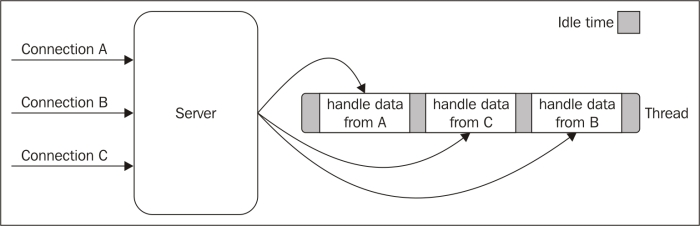 Idle time
Connection A
Connection B
Connection C
Server
handle data
from A
handle data
from C
handle data
from B
Thread